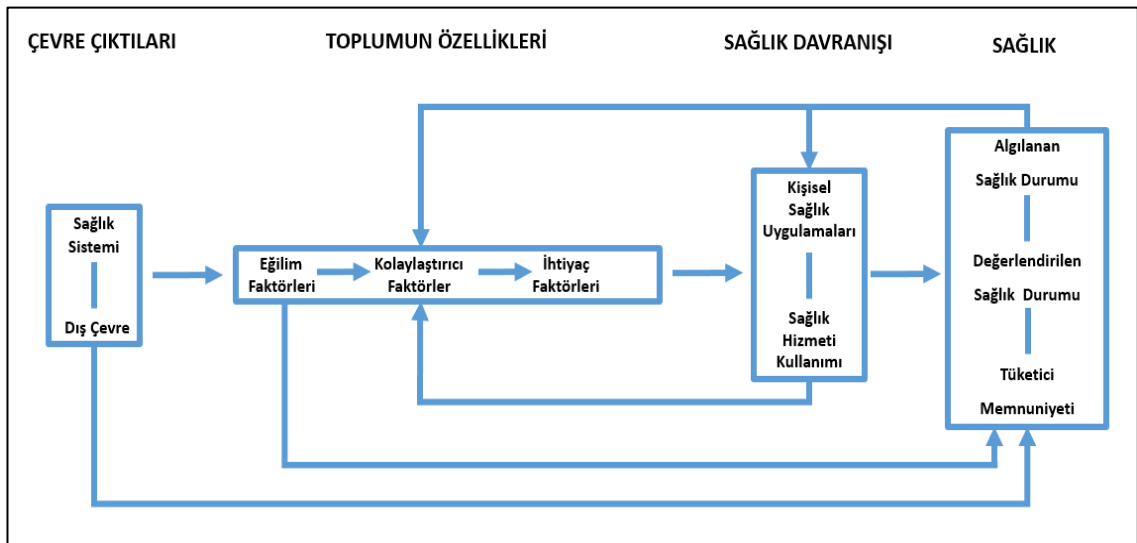 ÇEVRE ÇIKTILARI
TOPLUMUN ÖZELLİKLERİ
SAĞLIK DAVRANIŞI
SAĞLIK
Sağlık
Sistemi
Dış Çevre
Eğilim
Faktörleri
Kolaylaştırıcı
Faktörler
İhtiyaç
Faktörleri
Kişisel
Sağlık
Uygulamaları
Sağlık
Hizmeti
Kullanımı
Algılanan
Sağlık Durumu
Değerlendirilen
Sağlık Durumu
Tüketici
Memnuniyeti